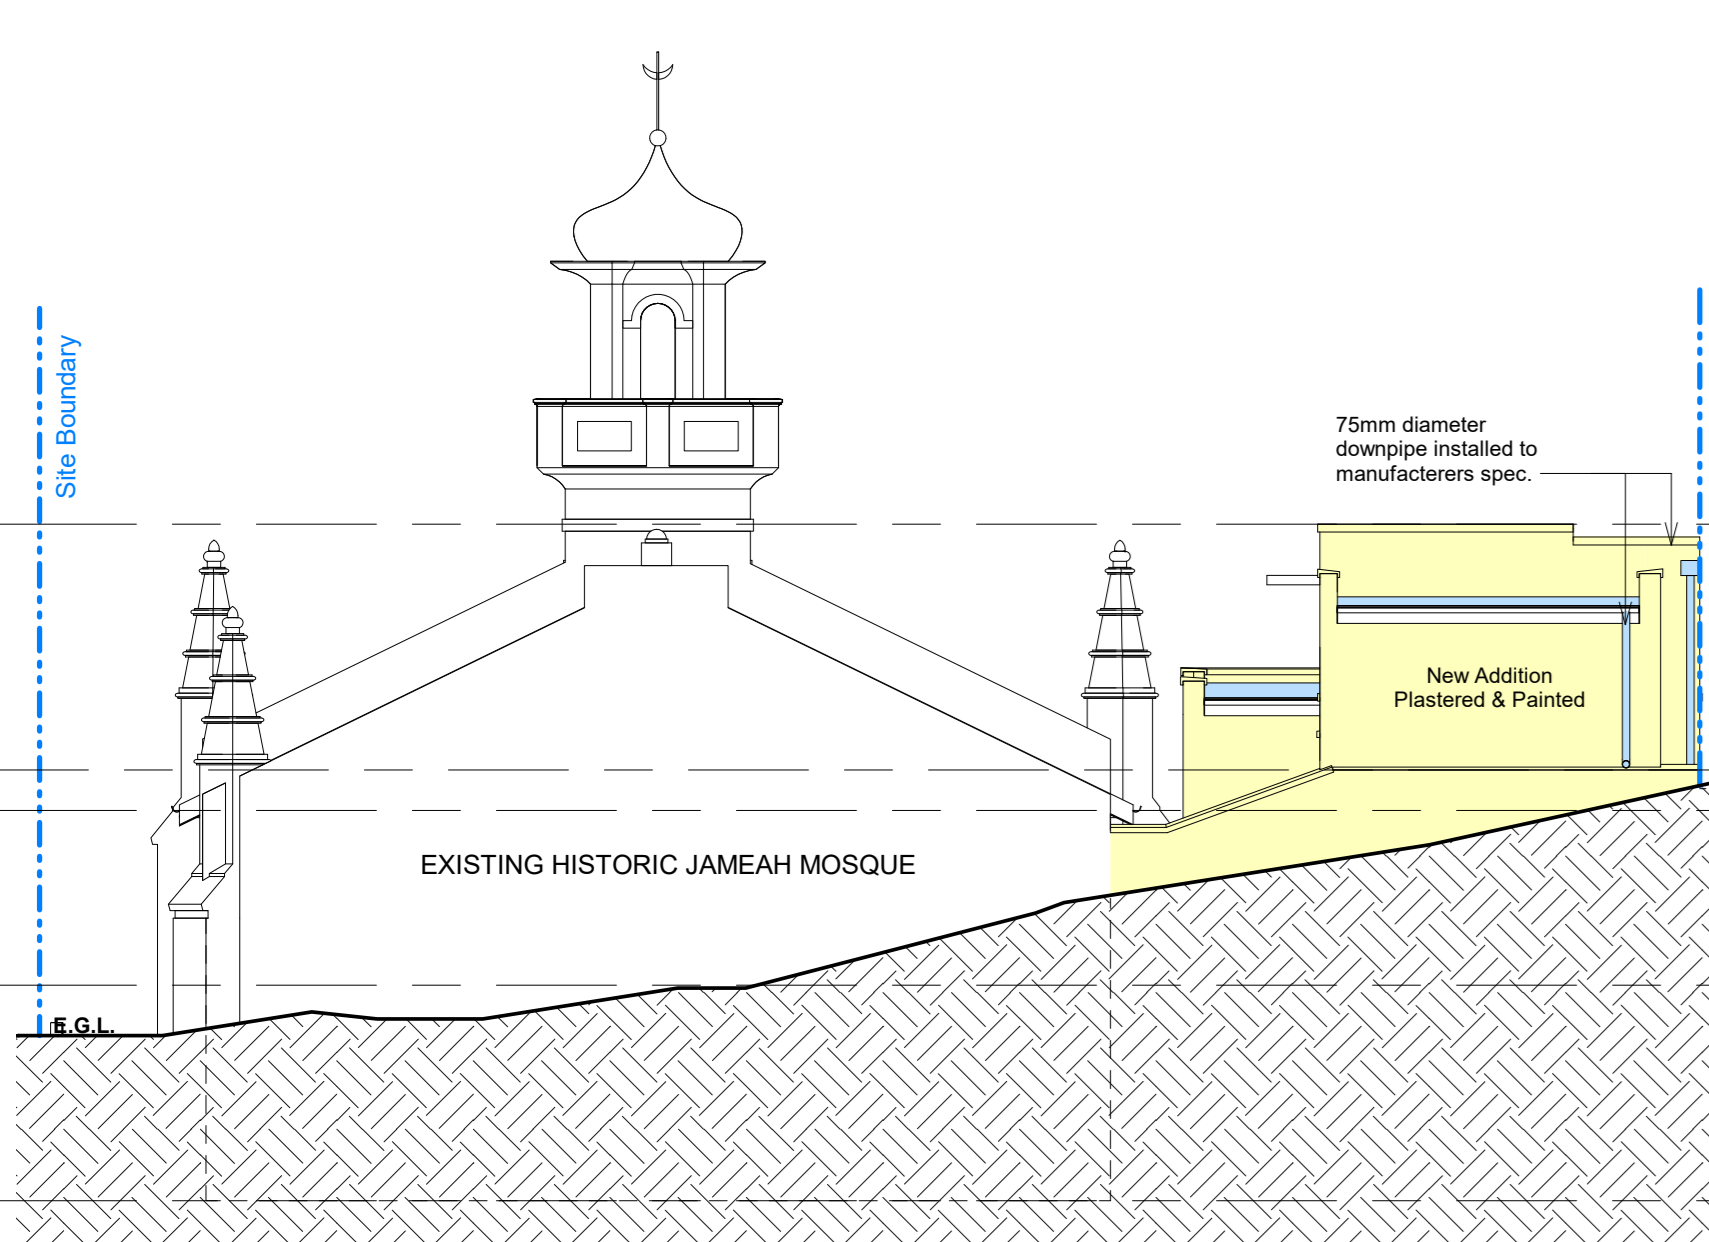 Site Boundary
75mm diameter
downpipe installed to
manufacterers spec.
New Addition
Plastered & Painted
EXISTING HISTORIC JAMEAH MOSQUE
E.G.L.